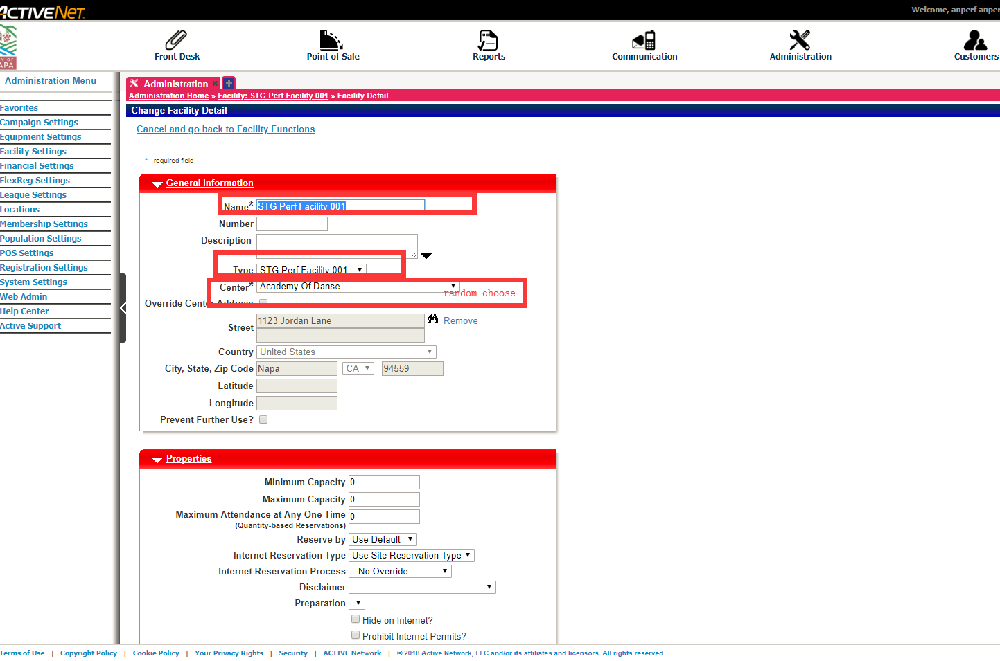 ACTIVENet
Welcome, anperf anper
Y OF
APA
Front Desk
Point of Sale
Reports
Communication
Administration
Customers
Administration Menu
Favorites
Campaign Settings
Equipment Settings
Facility Settings
Financial Settings
FlexReg Settings
League Settings
Locations
Membership Settings
Population Settings
POS Settings
Registration Settings
System Settings
Web Admin
Help Center
Active Support
Administration
Administration Home » Facility: STG Perf Facility 001 » Facility Detail
Change Facility Detail
Cancel and go back to Facility Functions
* - required field
General Information
Name* STG Perf Facility 001
Number
Description
Type STG Perf Facility 001
Center* Academy Of Danse
random choose
Override Center Address
Street 1123 Jordan Lane Remove
Country United States
City, State, Zip Code Napa CA 94559
Latitude
Longitude
Prevent Further Use?
Properties
Minimum Capacity 0
Maximum Capacity 0
Maximum Attendance at Any One Time 0
(Quantity-based Reservations)
Reserve by Use Default
Internet Reservation Type Use Site Reservation Type
Internet Reservation Process --No Override--
Disclaimer
Preparation
Hide on Internet?
Prohibit Internet Permits?
Terms of Use | Copyright Policy | Cookie Policy | Your Privacy Rights | Security | ACTIVE Network | © 2018 Active Network, LLC and/or its affiliates and licensors. All rights reserved.